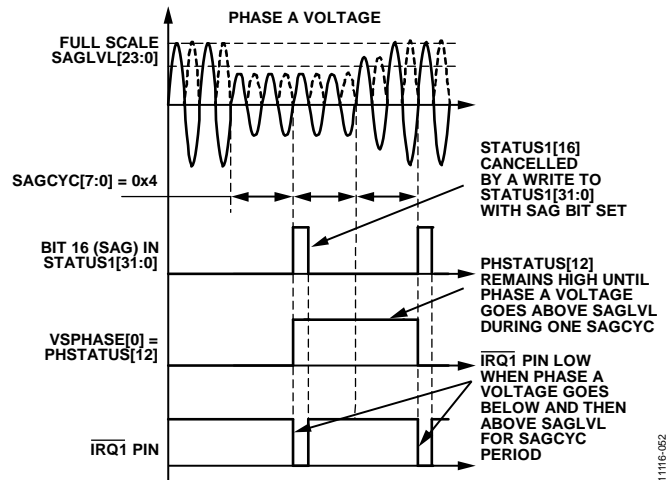 PHASE A VOLTAGE
FULL SCALE
SAGLVL[23:0]
SAGCYC[7:0] = 0x4
STATUS1[16]
CANCELLED
BY A WRITE TO
STATUS1[31:0]
WITH SAG BIT SET
BIT 16 (SAG) IN
STATUS1[31:0]
PHSTATUS[12]
REMAINS HIGH UNTIL
PHASE A VOLTAGE
GOES ABOVE SAGLVL
DURING ONE SAGCYC
VSPHASE[0] =
PHSTATUS[12]
IRQ1 PIN LOW
WHEN PHASE A
VOLTAGE GOES
BELOW AND THEN
ABOVE SAGLVL
FOR SAGCYC
PERIOD
IRQ1 PIN
11116-052